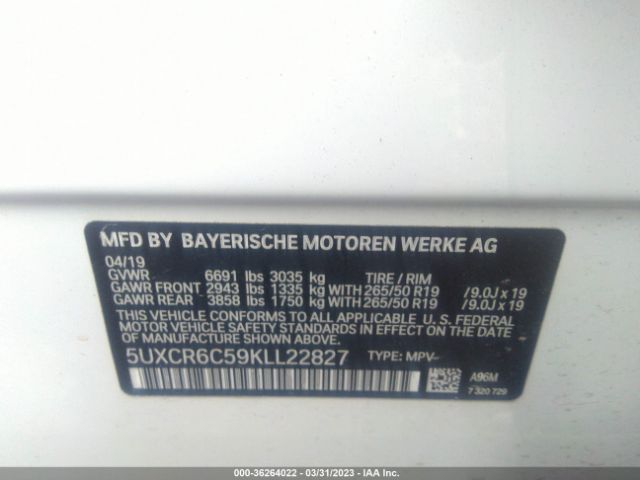 MFD BY BAYERISCHE MOTOREN WERKE AG
04/19
GVWR 6691 lbs 3035 kg TIRE / RIM
GAWR FRONT 2943 lbs 1335 kg WITH 265/50 R19 /9.0J x 19
GAWR REAR 3858 lbs 1750 kg WITH 265/50 R19 /9.0J x 19
THIS VEHICLE CONFORMS TO ALL APPLICABLE U. S. FEDERAL
MOTOR VEHICLE SAFETY STANDARDS IN EFFECT ON THE DATE
OF MANUFACTURE SHOWN ABOVE.
5UXCR6C59KLL22827 TYPE: MPV
A96M
7 320 729
000-36264022 - 03/31/2023 - IAA Inc.